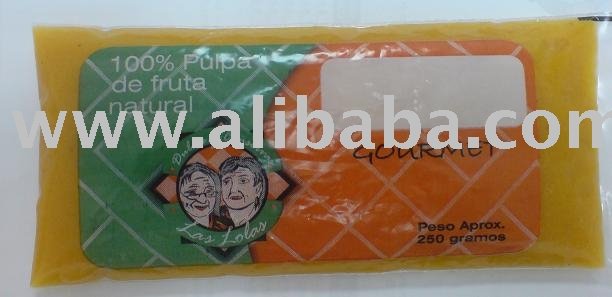 100% Pulpa
de fruta
natural
www.alibaba.com
GOURMET
Las Lolas
Peso Aprox.
250 gramos